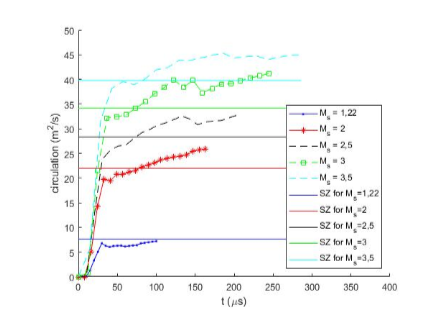 50
45
40
35
30
25
20
15
10
5
0
circulation (m²/s)
0 50 100 150 200 250 300 350 400
t (μs)
M_s = 1,22
M_s = 2
M_s = 2,5
M_s = 3
M_s = 3,5
SZ for M_s=1,22
SZ for M_s=2
SZ for M_s=2,5
SZ for M_s=3
SZ for M_s=3,5